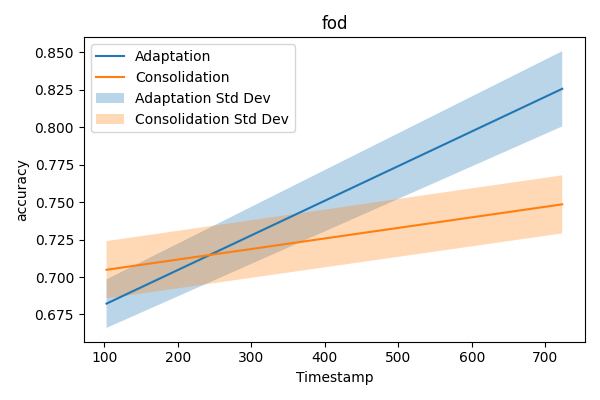 fod
Adaptation
Consolidation
Adaptation Std Dev
Consolidation Std Dev
accuracy
0.850
0.825
0.800
0.775
0.750
0.725
0.700
0.675
100 200 300 400 500 600 700
Timestamp